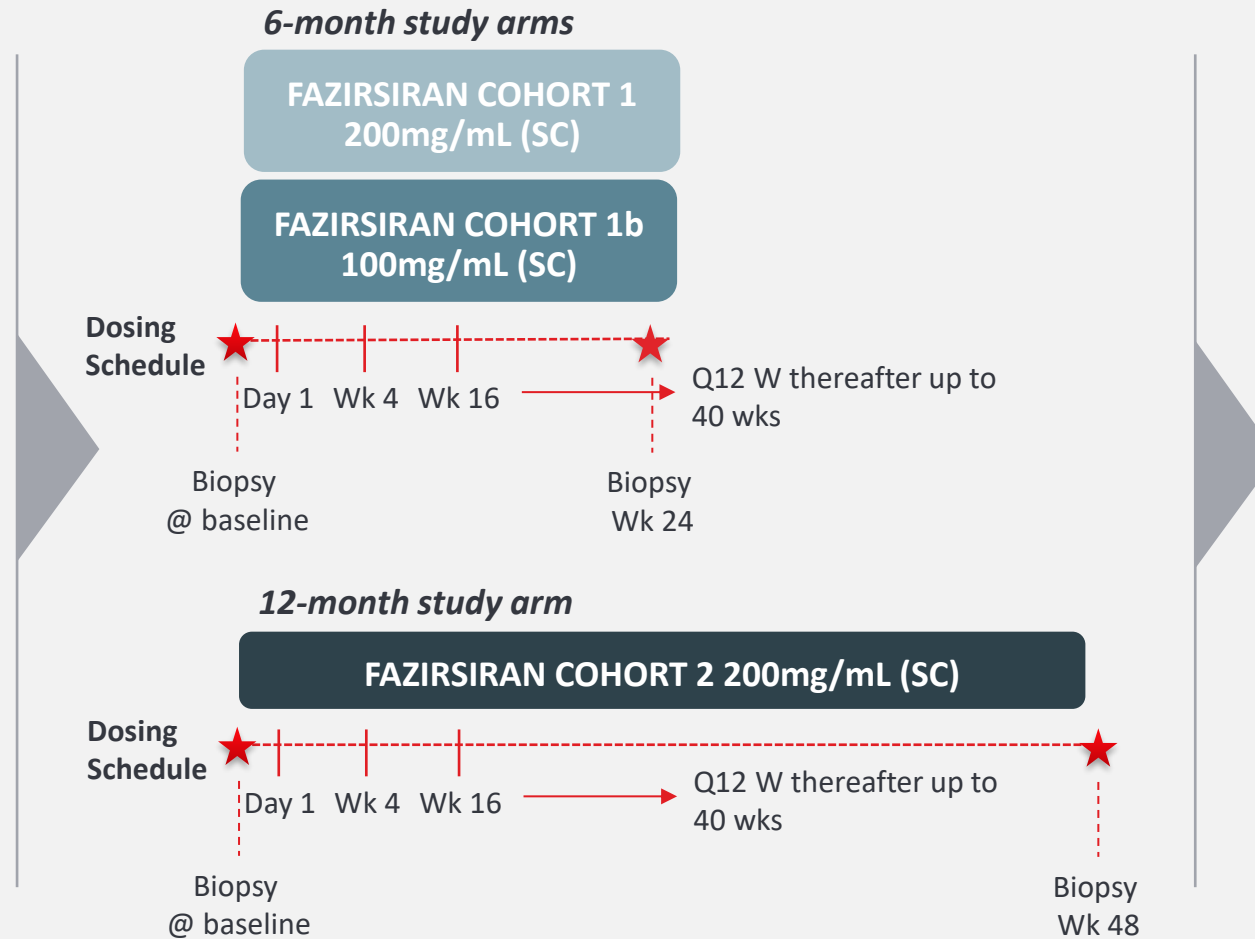 6-month study arms
FAZIRSIRAN COHORT 1
200mg/mL (SC)
FAZIRSIRAN COHORT 1b
100mg/mL (SC)
Dosing
Schedule
Day 1 Wk 4 Wk 16
Q12 W thereafter up to
40 wks
Biopsy
@ baseline
Biopsy
Wk 24
12-month study arm
FAZIRSIRAN COHORT 2 200mg/mL (SC)
Dosing
Schedule
Day 1 Wk 4 Wk 16
Q12 W thereafter up to
40 wks
Biopsy
@ baseline
Biopsy
Wk 48